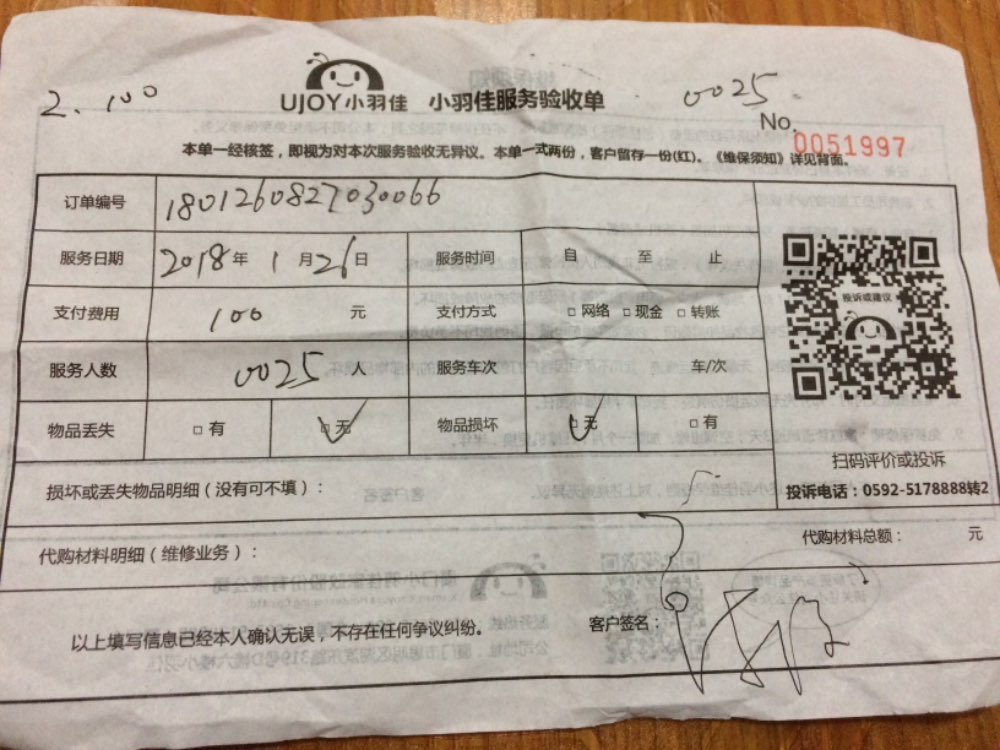 2.100
UJOY小羽佳 小羽佳服务验收单
0025
No.0051997
本单一经核签，即视为对本次服务验收无异议。本单一式两份，客户留存一份(红)。《维保须知》详见背面。
订单编号 1801260827030066
服务日期 2018年 1月26日 服务时间 自 至 止
投诉或建议
支付费用 100 元 支付方式 □网络 □现金 □转账
服务人数 0025 人 服务车次 车/次
物品丢失 □有 □无 物品损坏 □无 □有
扫码评价或投诉
投诉电话：0592-5178888转2
损坏或丢失物品明细（没有可不填）：
代购材料明细（维修业务）： 代购材料总额： 元
以上填写信息已经本人确认无误，不存在任何争议纠纷。 客户签名：